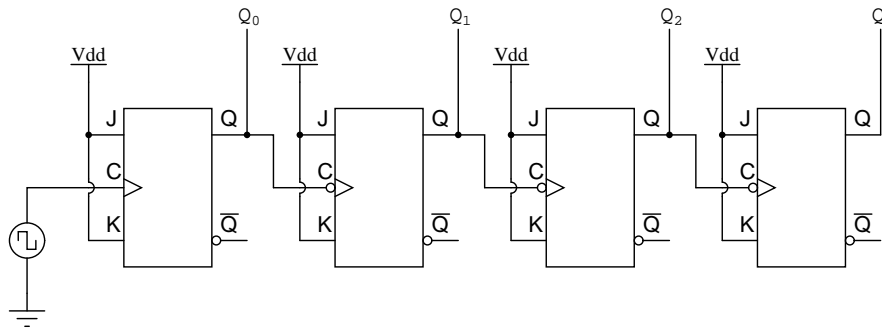 Q₀ Q₁ Q₂ Q
Vdd Vdd Vdd Vdd
J Q J Q J Q J Q
C C C C
K Q̅ K Q̅ K Q̅ K Q̅